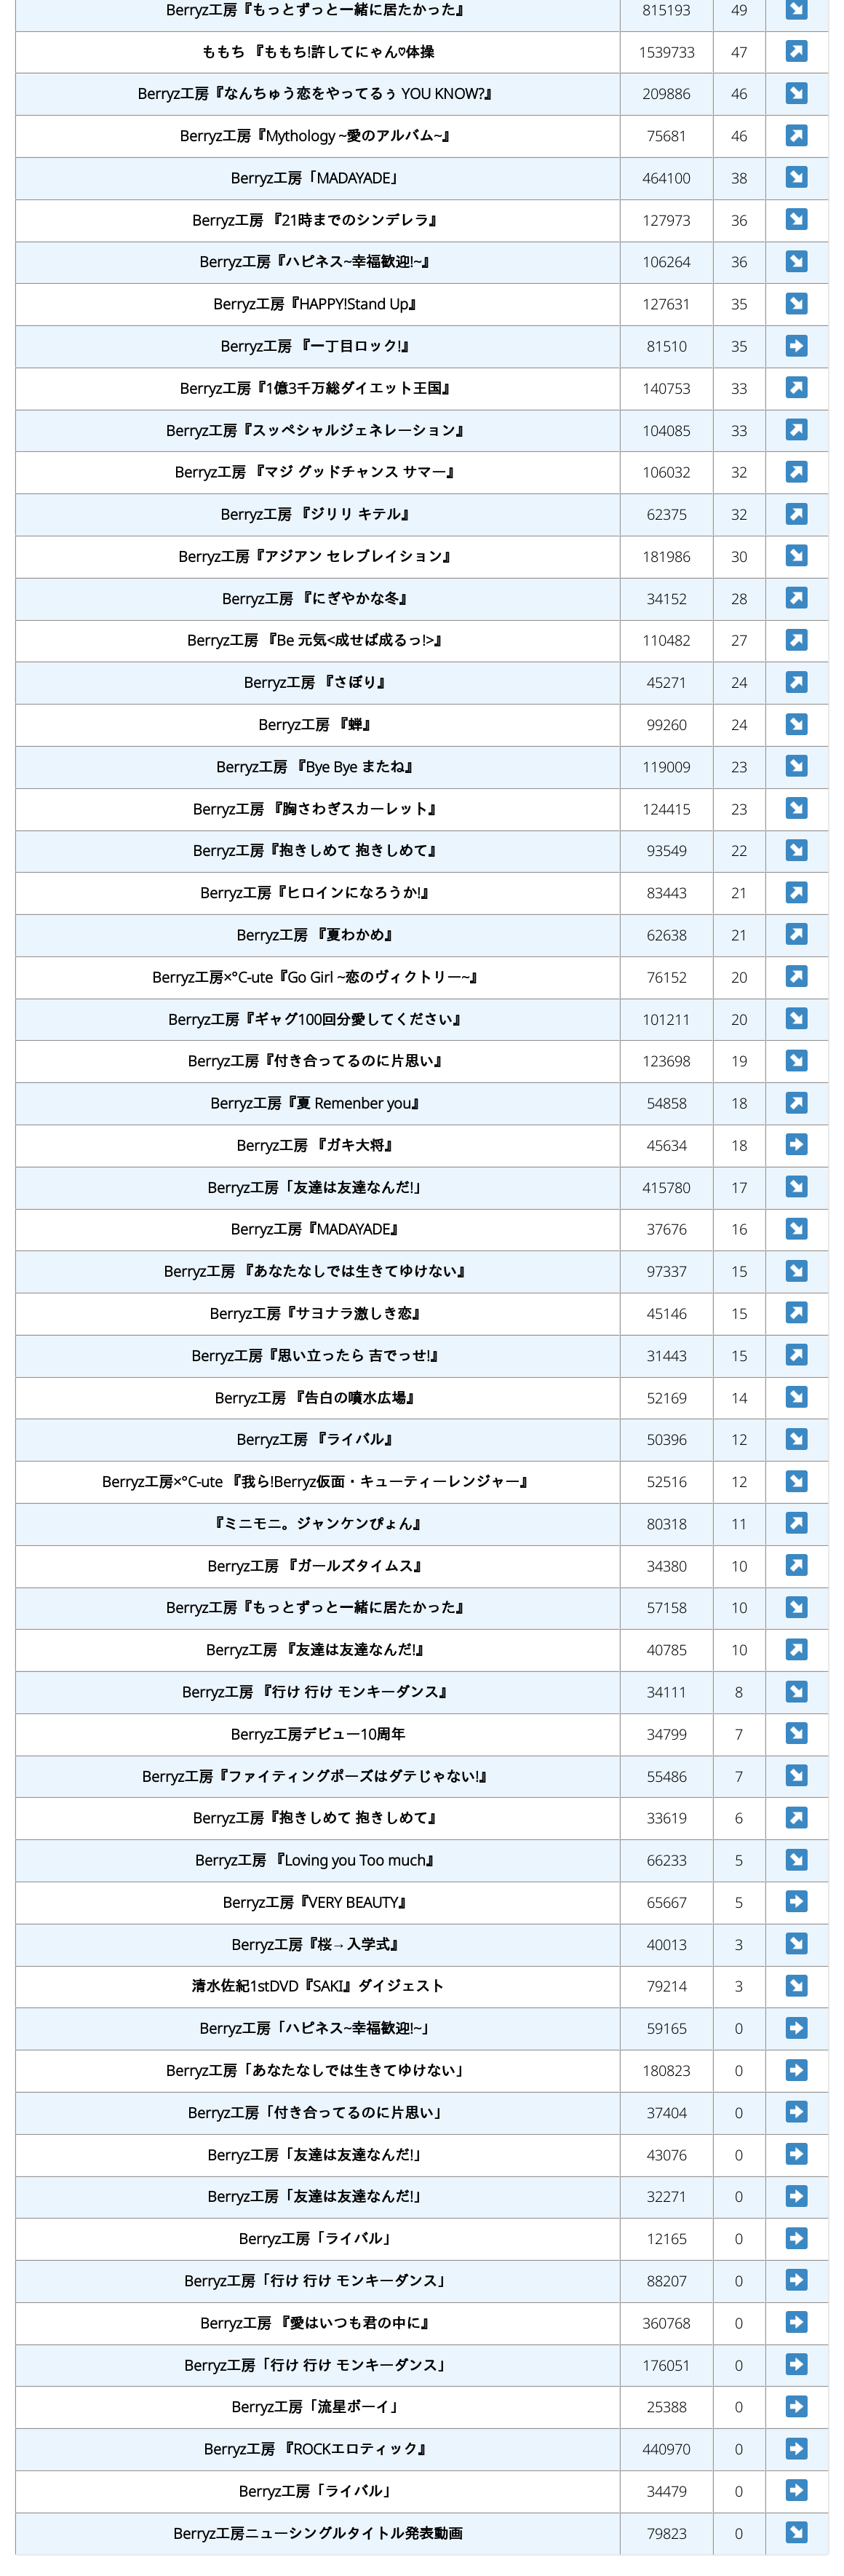 Berryz工房『もっとずっと一緒に居たかった』 815193 49 ↘
ももち 『ももち!許してにゃん♡体操 1539733 47 ↗
Berryz工房『なんちゅう恋をやってるぅ YOU KNOW?』 209886 46 ↘
Berryz工房『Mythology ~愛のアルバム~』 75681 46 ↗
Berryz工房「MADAYADE」 464100 38 ↘
Berryz工房 『21時までのシンデレラ』 127973 36 ↘
Berryz工房『ハピネス~幸福歓迎!~』 106264 36 ↘
Berryz工房『HAPPY!Stand Up』 127631 35 ↘
Berryz工房 『一丁目ロック!』 81510 35 ➡
Berryz工房『1億3千万総ダイエット王国』 140753 33 ↗
Berryz工房『スッペシャルジェネレーション』 104085 33 ↗
Berryz工房 『マジ グッドチャンス サマー』 106032 32 ↗
Berryz工房 『ジリリ キテル』 62375 32 ↗
Berryz工房『アジアン セレブレイション』 181986 30 ↘
Berryz工房 『にぎやかな冬』 34152 28 ↗
Berryz工房 『Be 元気<成せば成るっ!>』 110482 27 ↗
Berryz工房 『さぼり』 45271 24 ↗
Berryz工房 『蝉』 99260 24 ↘
Berryz工房 『Bye Bye またね』 119009 23 ↘
Berryz工房 『胸さわぎスカーレット』 124415 23 ↘
Berryz工房『抱きしめて 抱きしめて』 93549 22 ↘
Berryz工房『ヒロインになろうか!』 83443 21 ↗
Berryz工房 『夏わかめ』 62638 21 ↗
Berryz工房×°C-ute『Go Girl ~恋のヴィクトリー~』 76152 20 ↗
Berryz工房『ギャグ100回分愛してください』 101211 20 ↘
Berryz工房『付き合ってるのに片思い』 123698 19 ↘
Berryz工房『夏 Remenber you』 54858 18 ↗
Berryz工房 『ガキ大将』 45634 18 ➡
Berryz工房「友達は友達なんだ!」 415780 17 ↘
Berryz工房『MADAYADE』 37676 16 ↘
Berryz工房 『あなたなしでは生きてゆけない』 97337 15 ↘
Berryz工房『サヨナラ激しき恋』 45146 15 ↗
Berryz工房『思い立ったら 吉でっせ!』 31443 15 ↗
Berryz工房 『告白の噴水広場』 52169 14 ↘
Berryz工房 『ライバル』 50396 12 ↘
Berryz工房×°C-ute 『我ら!Berryz仮面・キューティーレンジャー』 52516 12 ↘
『ミニモニ。ジャンケンぴょん』 80318 11 ↗
Berryz工房 『ガールズタイムス』 34380 10 ↗
Berryz工房『もっとずっと一緒に居たかった』 57158 10 ↘
Berryz工房 『友達は友達なんだ!』 40785 10 ↗
Berryz工房 『行け 行け モンキーダンス』 34111 8 ↘
Berryz工房デビュー10周年 34799 7 ↘
Berryz工房『ファイティングポーズはダテじゃない!』 55486 7 ↘
Berryz工房『抱きしめて 抱きしめて』 33619 6 ↗
Berryz工房 『Loving you Too much』 66233 5 ↘
Berryz工房『VERY BEAUTY』 65667 5 ➡
Berryz工房『桜→入学式』 40013 3 ↘
清水佐紀1stDVD『SAKI』ダイジェスト 79214 3 ↘
Berryz工房「ハピネス~幸福歓迎!~」 59165 0 ➡
Berryz工房「あなたなしでは生きてゆけない」 180823 0 ➡
Berryz工房「付き合ってるのに片思い」 37404 0 ➡
Berryz工房「友達は友達なんだ!」 43076 0 ➡
Berryz工房「友達は友達なんだ!」 32271 0 ➡
Berryz工房「ライバル」 12165 0 ➡
Berryz工房「行け 行け モンキーダンス」 88207 0 ➡
Berryz工房 『愛はいつも君の中に』 360768 0 ➡
Berryz工房「行け 行け モンキーダンス」 176051 0 ➡
Berryz工房「流星ボーイ」 25388 0 ➡
Berryz工房 『ROCKエロティック』 440970 0 ➡
Berryz工房「ライバル」 34479 0 ➡
Berryz工房ニューシングルタイトル発表動画 79823 0 ↘